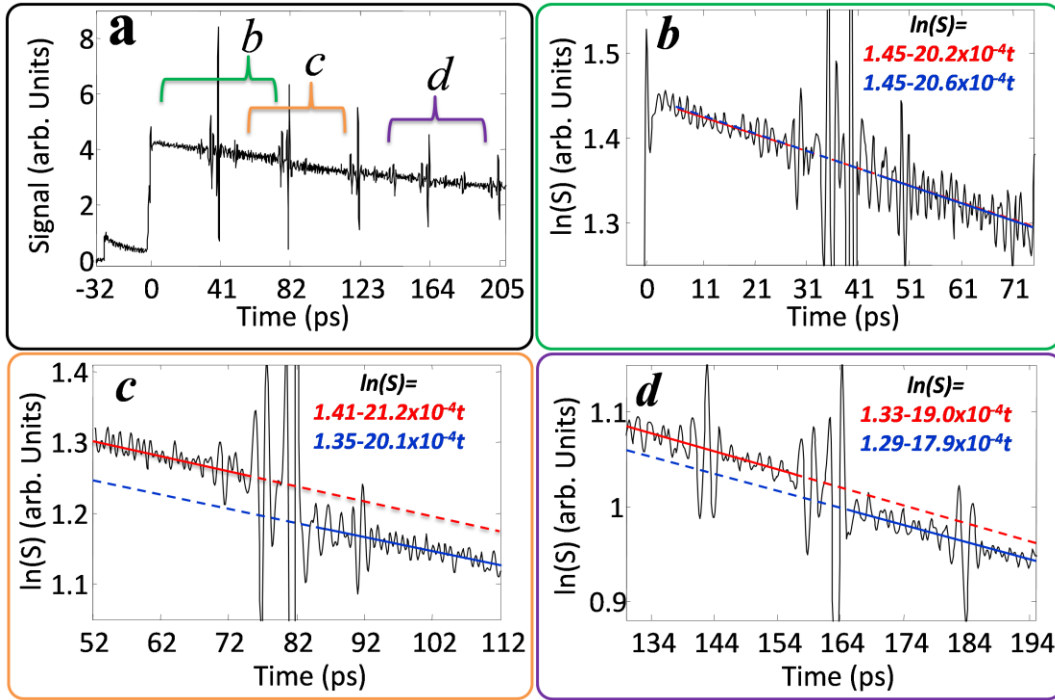 a
b
c
d
Signal (arb. Units)
8
6
4
2
0
-32 0 41 82 123 164 205
Time (ps)
b
ln(S)=
1.45-20.2x10⁻⁴t
1.45-20.6x10⁻⁴t
ln(S) (arb. Units)
1.5
1.4
1.3
0 11 21 31 41 51 61 71
Time (ps)
c
ln(S)=
1.41-21.2x10⁻⁴t
1.35-20.1x10⁻⁴t
ln(S) (arb. Units)
1.4
1.3
1.2
1.1
52 62 72 82 92 102 112
Time (ps)
d
ln(S)=
1.33-19.0x10⁻⁴t
1.29-17.9x10⁻⁴t
ln(S) (arb. Units)
1.1
1
0.9
134 144 154 164 174 184 194
Time (ps)